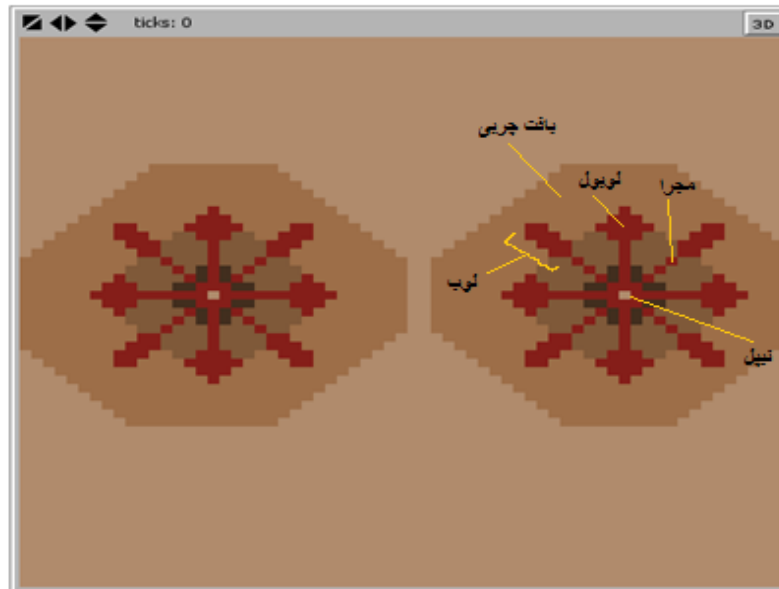 ticks: 0
3D
بافت چربی
لوبول
مجرا
لوب
نیپل